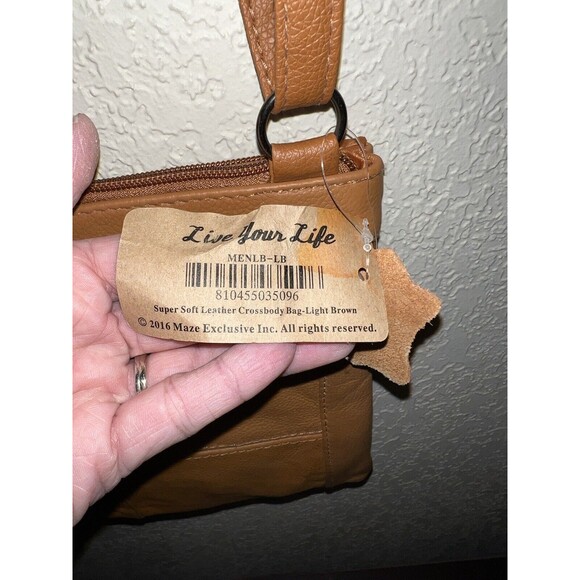 Live Your Life
MENLB-LB
810455035096
Super Soft Leather Crossbody Bag-Light Brown
© 2016 Maze Exclusive Inc. All rights reserved.